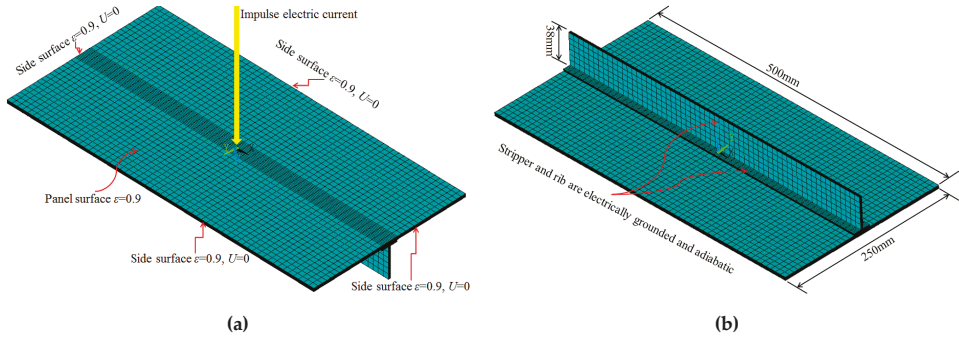 Impulse electric current
Side surface ε=0.9, U=0
Side surface ε=0.9, U=0
Panel surface ε=0.9
Side surface ε=0.9, U=0
Side surface ε=0.9, U=0
(a)
38mm
500mm
Stripper and rib are electrically grounded and adiabatic
250mm
(b)